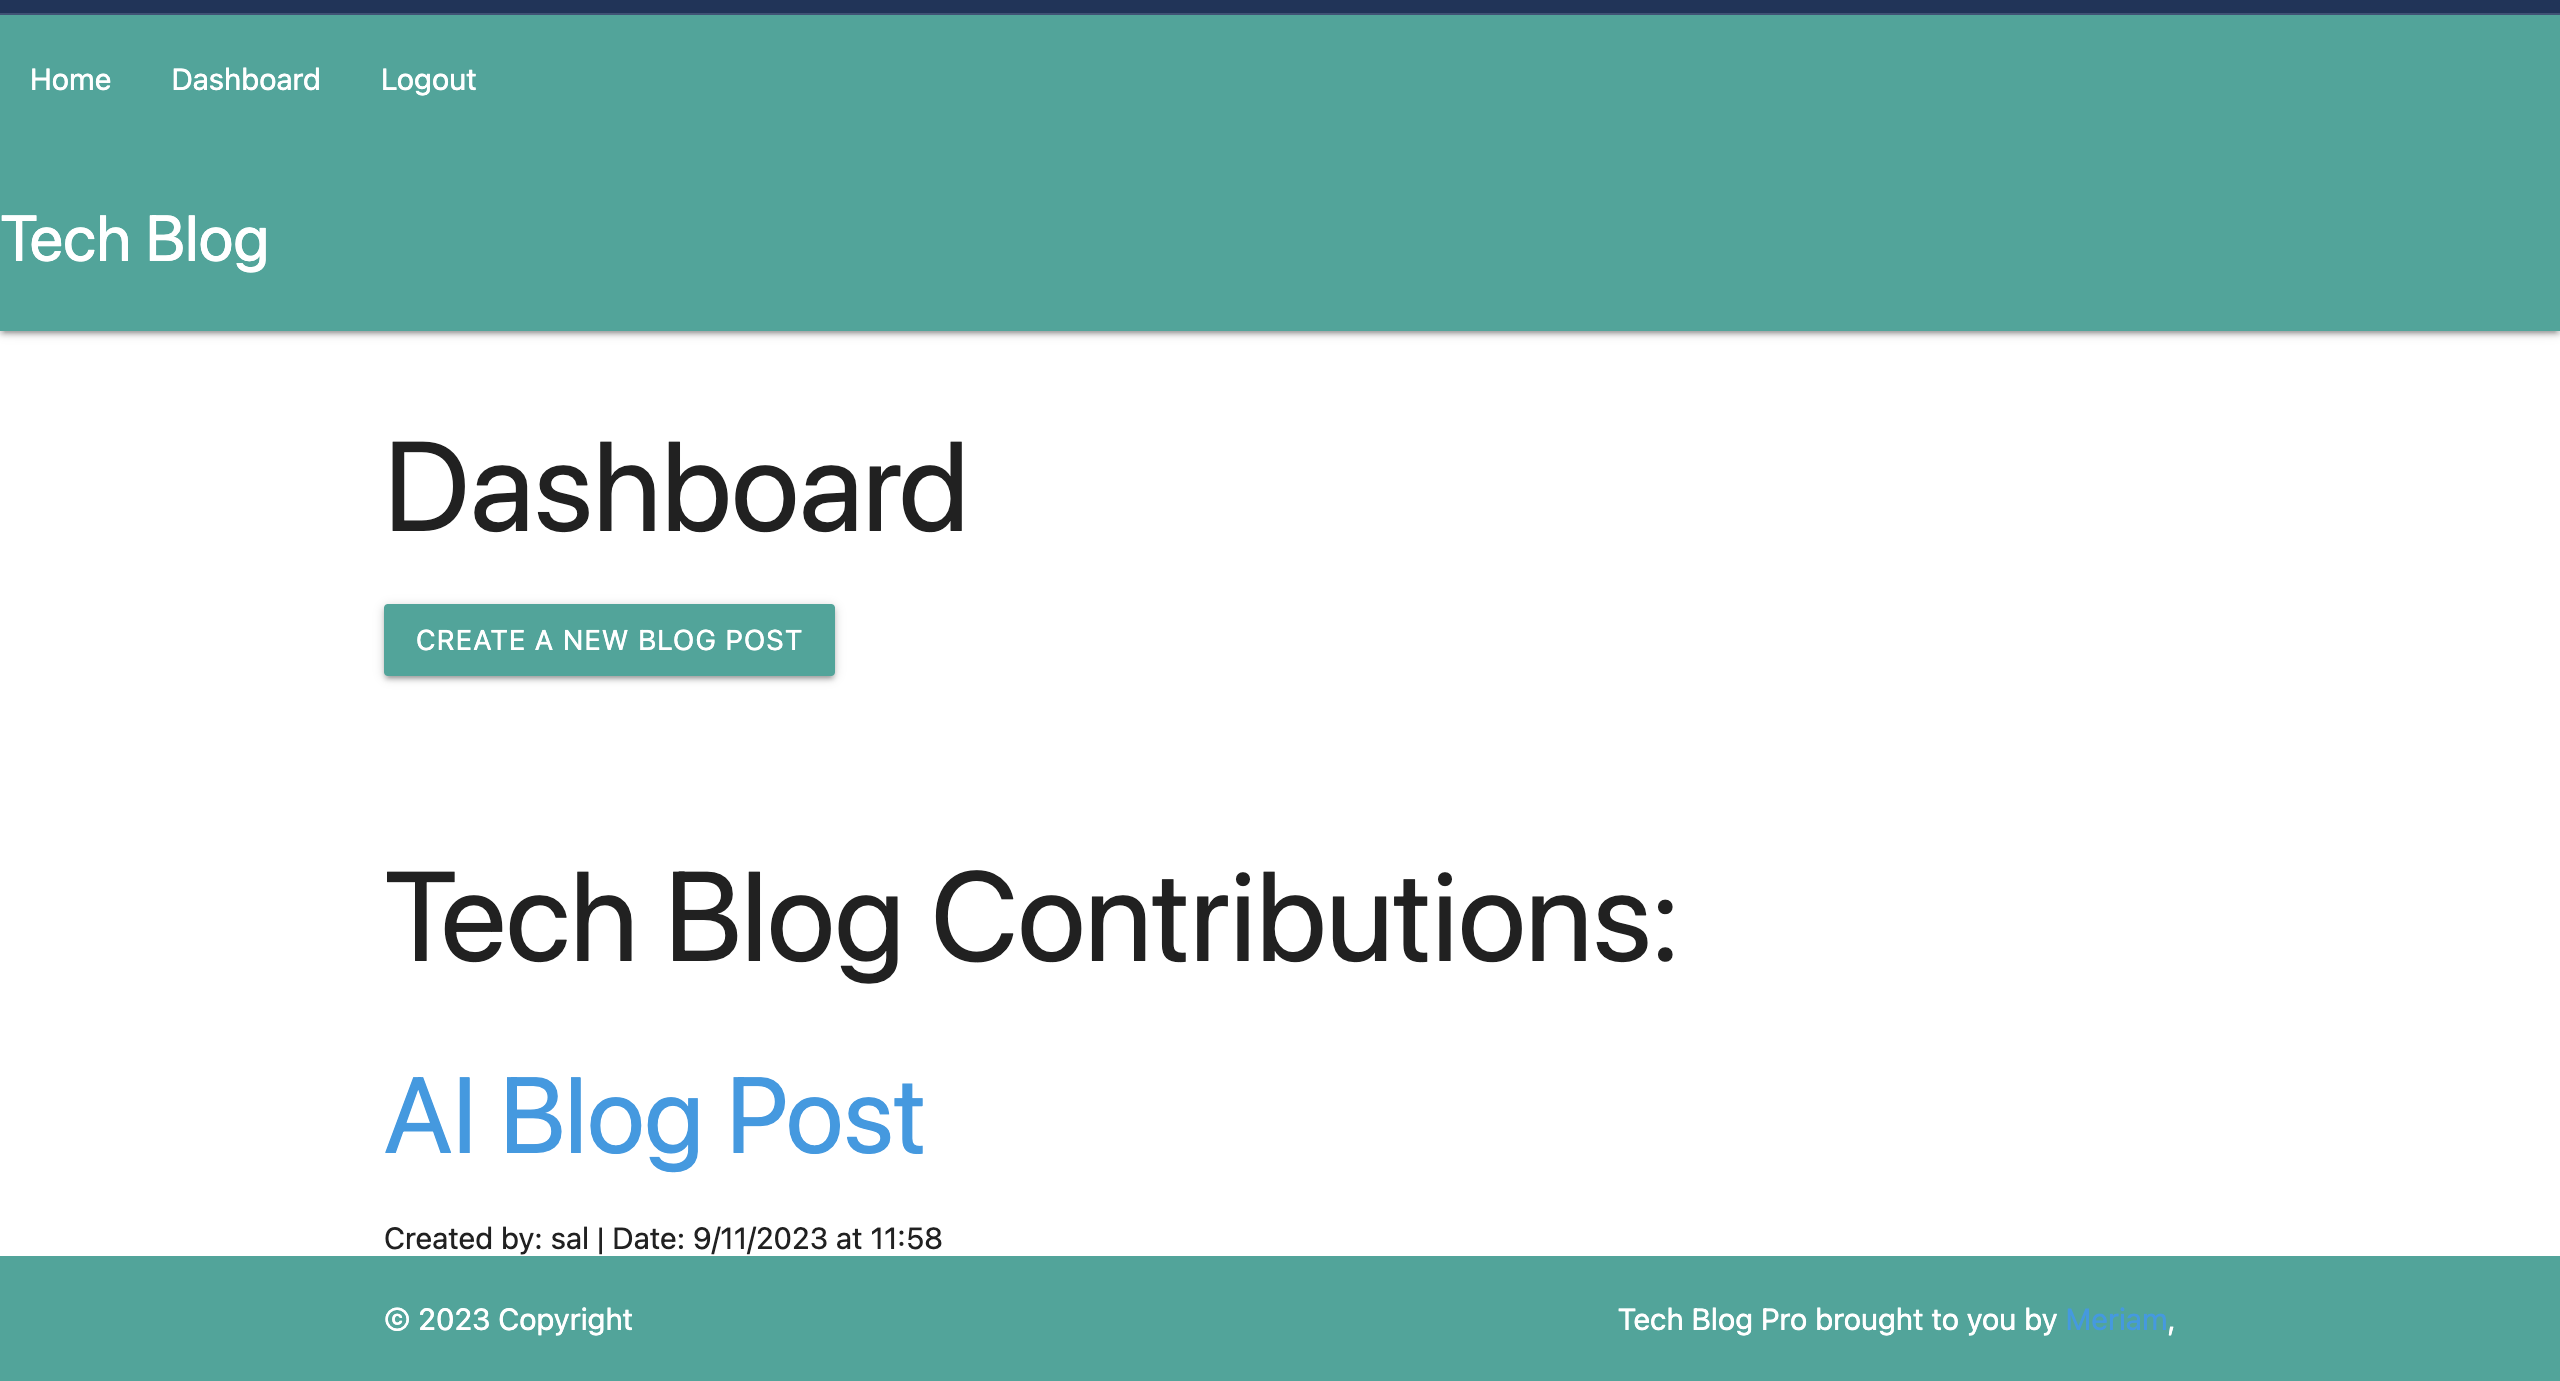 Home Dashboard Logout
Tech Blog
Dashboard
CREATE A NEW BLOG POST
Tech Blog Contributions:
AI Blog Post
Created by: sal | Date: 9/11/2023 at 11:58
© 2023 Copyright Tech Blog Pro brought to you by Meriam,